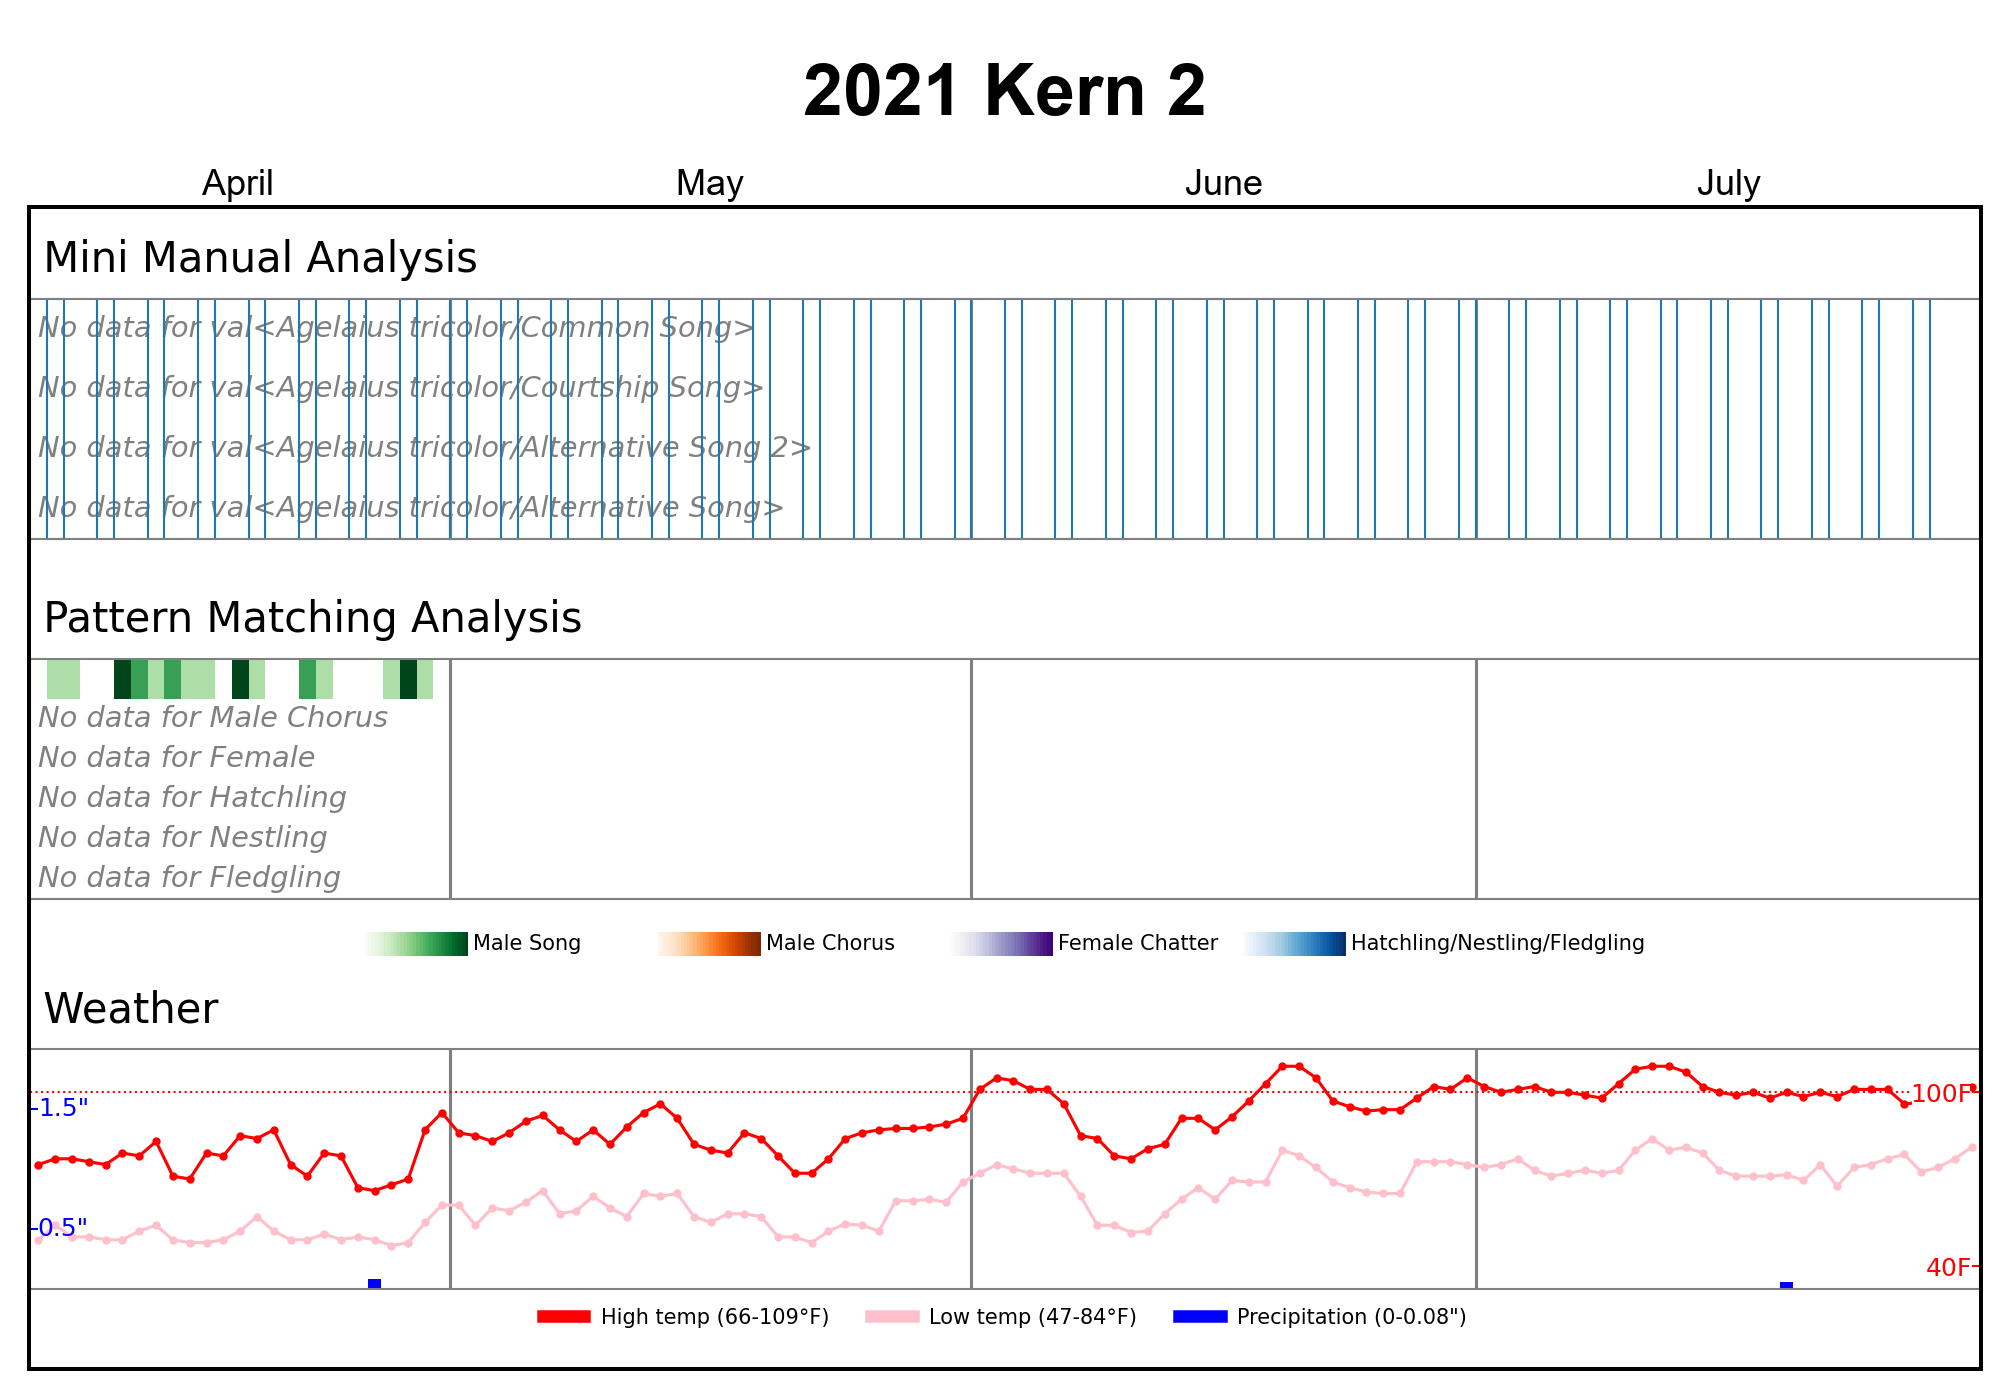 2021 Kern 2
April May June July
Mini Manual Analysis
No data for val<Agelaius tricolor/Common Song>
No data for val<Agelaius tricolor/Courtship Song>
No data for val<Agelaius tricolor/Alternative Song 2>
No data for val<Agelaius tricolor/Alternative Song>
Pattern Matching Analysis
No data for Male Chorus
No data for Female
No data for Hatchling
No data for Nestling
No data for Fledgling
Male Song Male Chorus Female Chatter Hatchling/Nestling/Fledgling
Weather
1.5" 100F
0.5"
40F
High temp (66-109°F) Low temp (47-84°F) Precipitation (0-0.08")